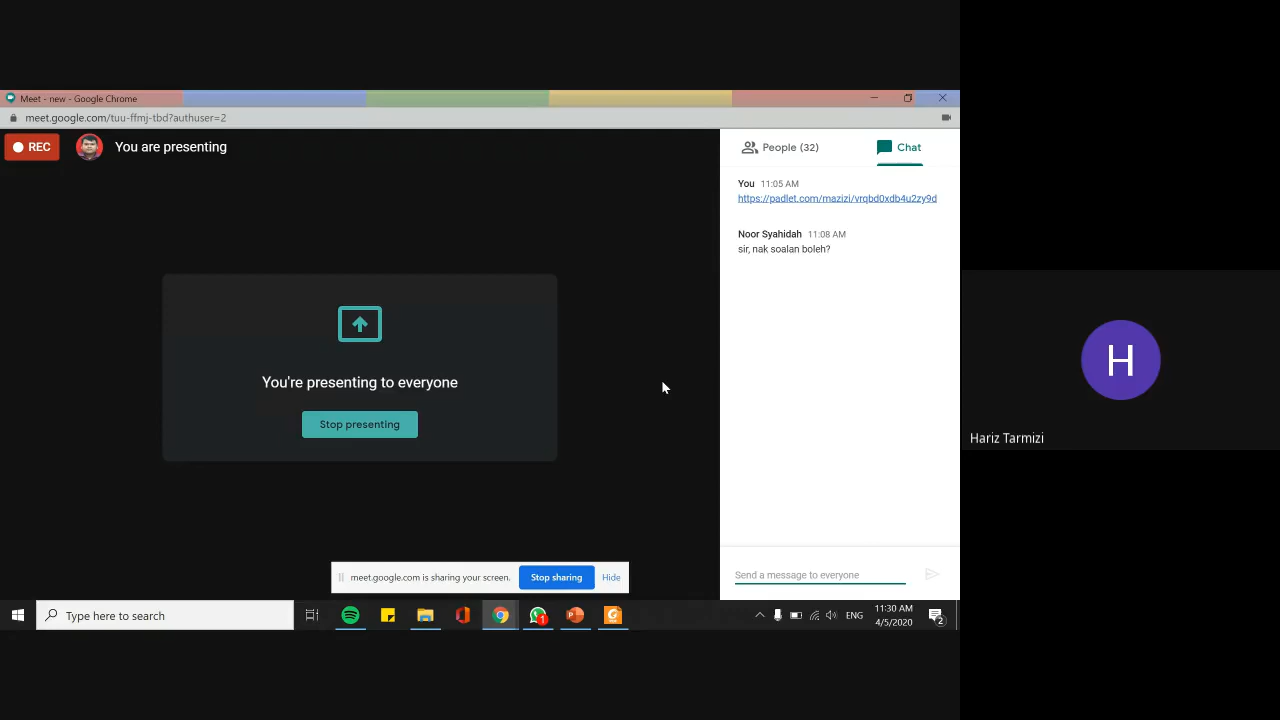 Meet - new - Google Chrome
meet.google.com/tuu-ffmj-tbd?authuser=2
REC
You are presenting
People (32)
Chat
You 11:05 AM
https://padlet.com/mazizi/vrqbd0xdb4u2zy9d
Noor Syahidah 11:08 AM
sir, nak soalan boleh?
You're presenting to everyone
Stop presenting
H
Hariz Tarmizi
meet.google.com is sharing your screen.
Stop sharing
Hide
Send a message to everyone
Type here to search
1
ENG
11:30 AM
4/5/2020
2